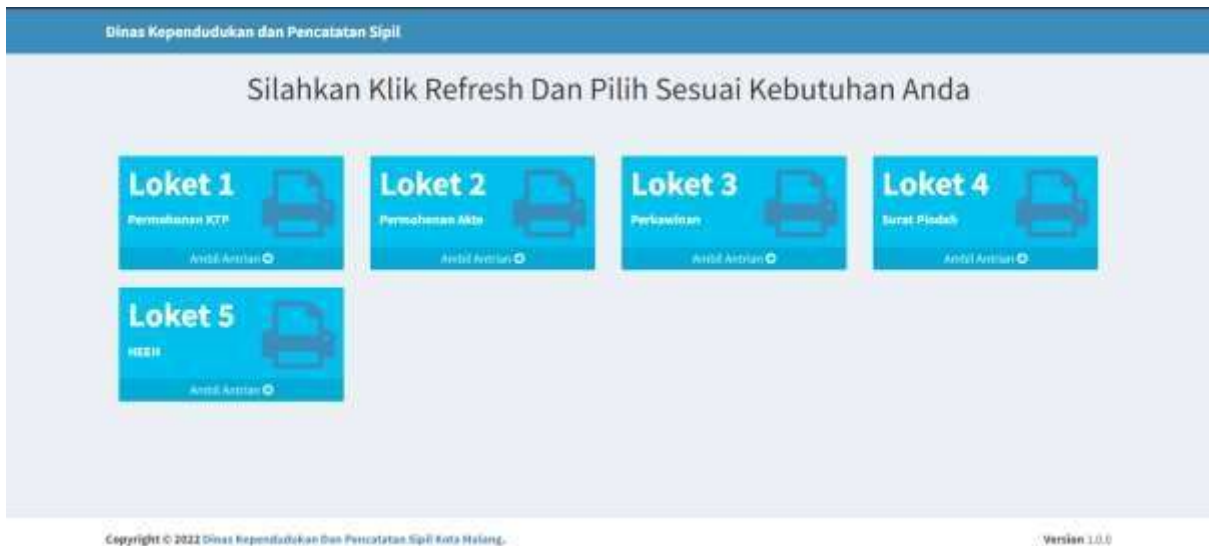 Dinas Kependudukan dan Pencatatan Sipil
Silahkan Klik Refresh Dan Pilih Sesuai Kebutuhan Anda
Loket 1
Permohonan KTP
Ambil Antrian
Loket 2
Permohonan Akte
Ambil Antrian
Loket 3
Perkawinan
Ambil Antrian
Loket 4
Surat Pindah
Ambil Antrian
Loket 5
Ambil Antrian
Copyright © 2022 Dinas Kependudukan Dan Pencatatan Sipil Kota Malang.
Version 1.0.0